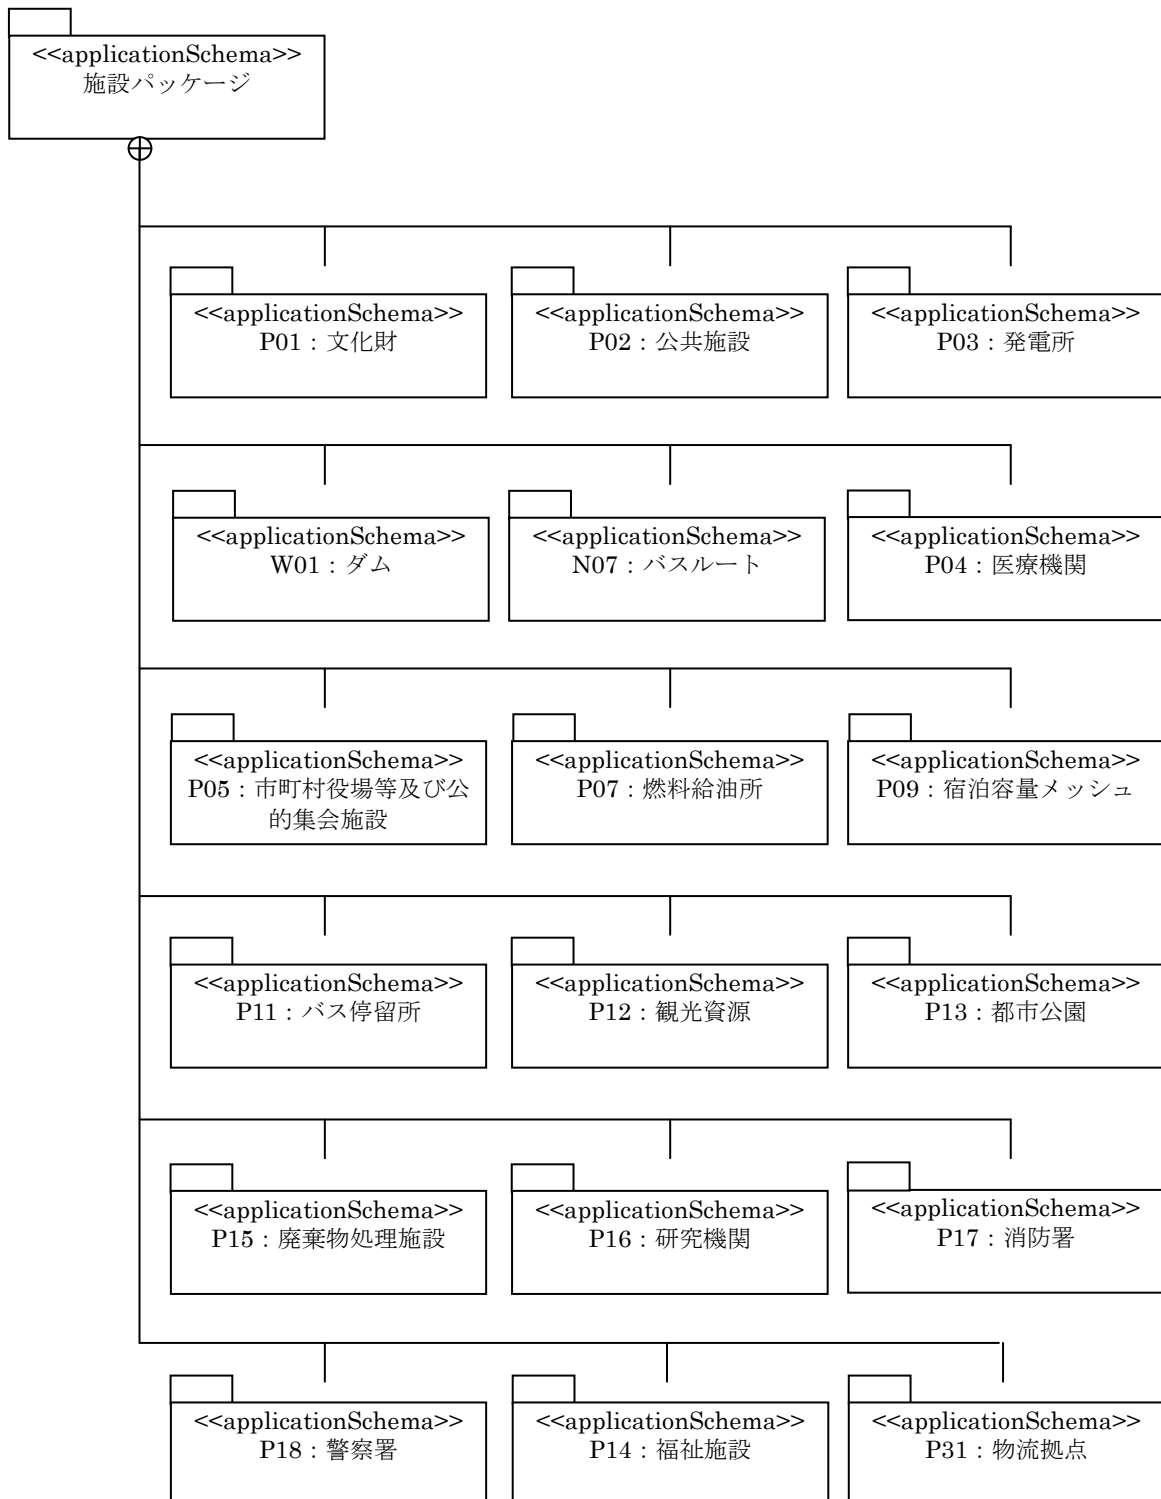 <<applicationSchema>>
施設パッケージ
<<applicationSchema>>
P01：文化財
<<applicationSchema>>
P02：公共施設
<<applicationSchema>>
P03：発電所
<<applicationSchema>>
W01：ダム
<<applicationSchema>>
N07：バスルート
<<applicationSchema>>
P04：医療機関
<<applicationSchema>>
P05：市町村役場等及び公
的集会施設
<<applicationSchema>>
P07：燃料給油所
<<applicationSchema>>
P09：宿泊容量メッシュ
<<applicationSchema>>
P11：バス停留所
<<applicationSchema>>
P12：観光資源
<<applicationSchema>>
P13：都市公園
<<applicationSchema>>
P15：廃棄物処理施設
<<applicationSchema>>
P16：研究機関
<<applicationSchema>>
P17：消防署
<<applicationSchema>>
P18：警察署
<<applicationSchema>>
P14：福祉施設
<<applicationSchema>>
P31：物流拠点